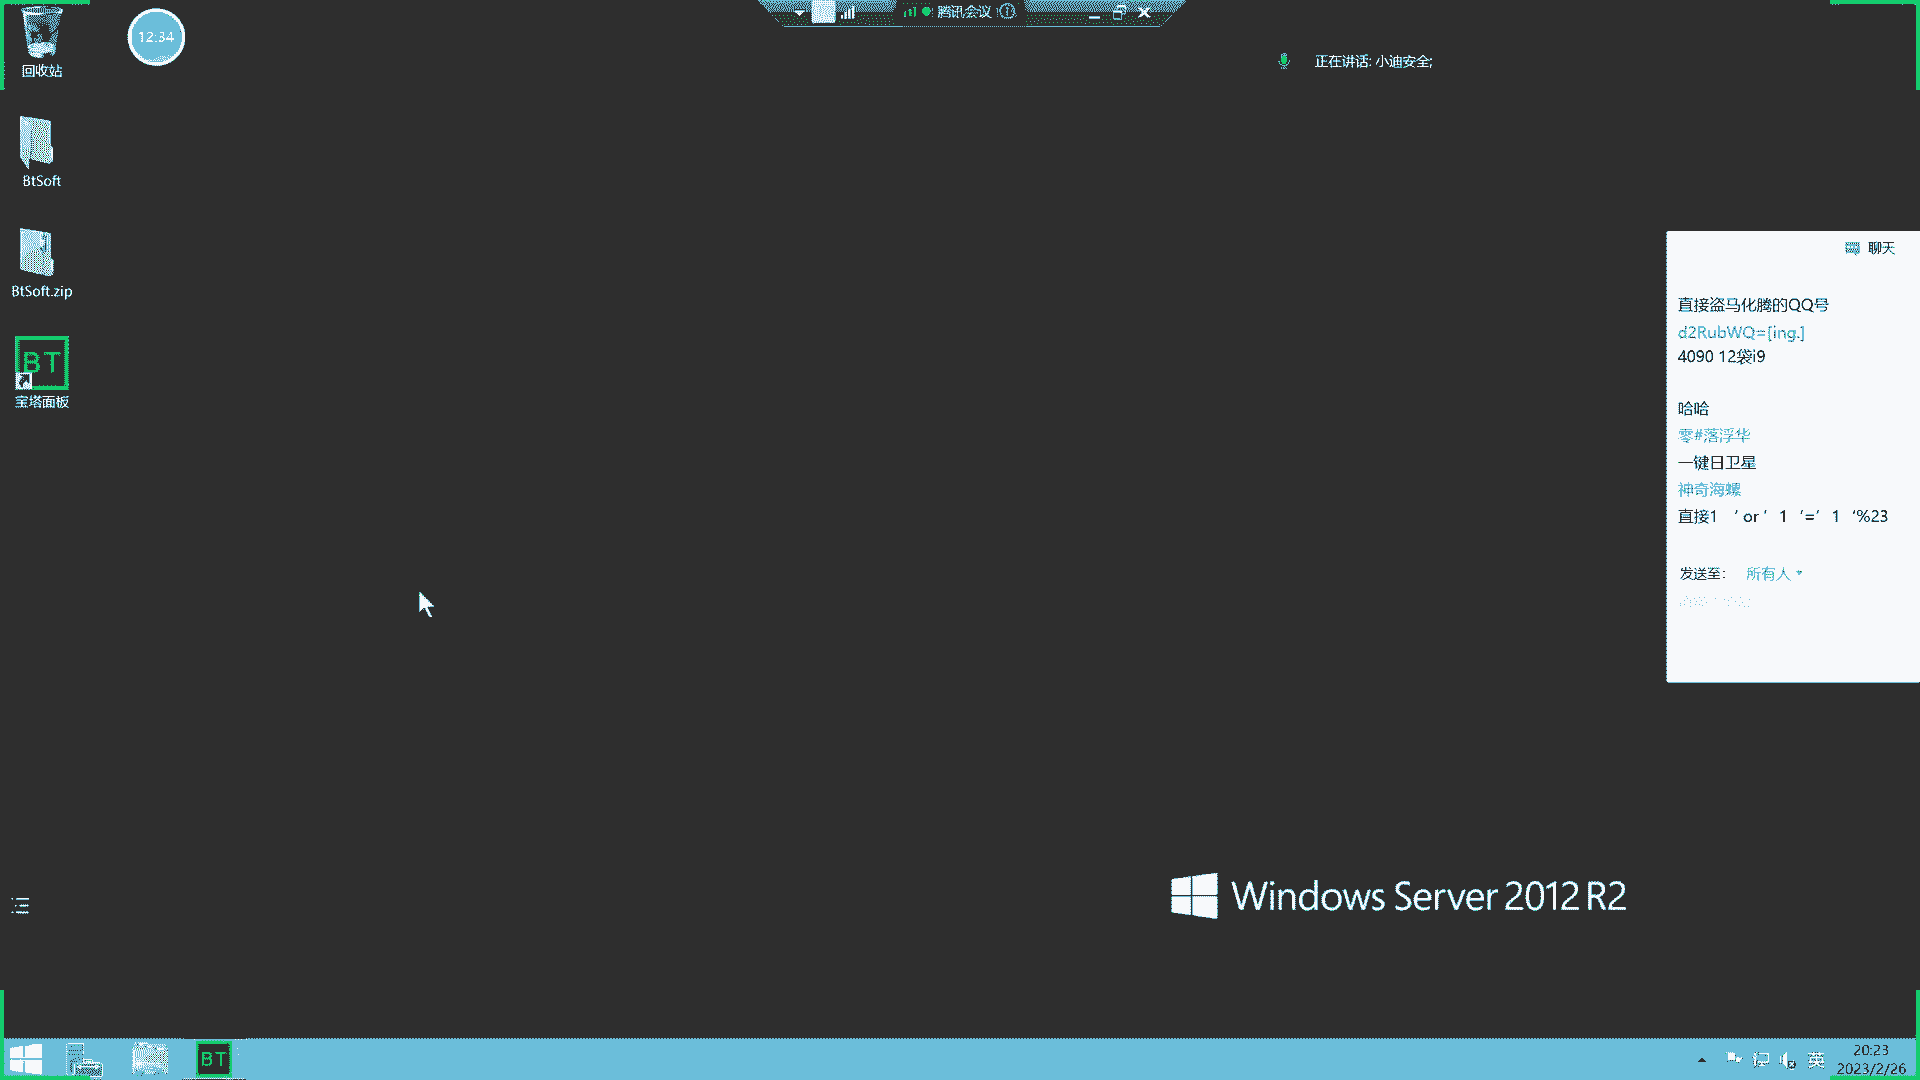 腾讯会议
回收站
12:34
正在讲话: 小迪安全;
BtSoft
BtSoft.zip
BT
宝塔面板
聊天
直接盗马化腾的QQ号
d2RubWQ=[ing.]
4090 12袋i9
哈哈
零#落浮华
一键日卫星
神奇海螺
直接1 ‘ or ’ 1 ‘=’ 1 ‘%23
发送至: 所有人
Windows Server 2012 R2
BT
英
20:23
2023/2/26